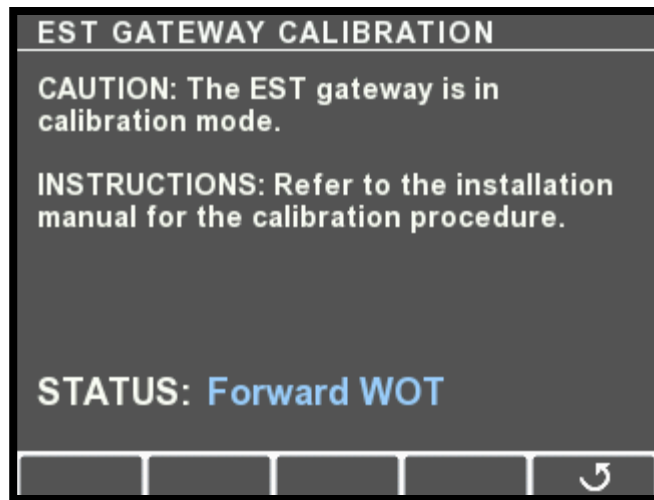 EST GATEWAY CALIBRATION
CAUTION: The EST gateway is in
calibration mode.
INSTRUCTIONS: Refer to the installation
manual for the calibration procedure.
STATUS: Forward WOT